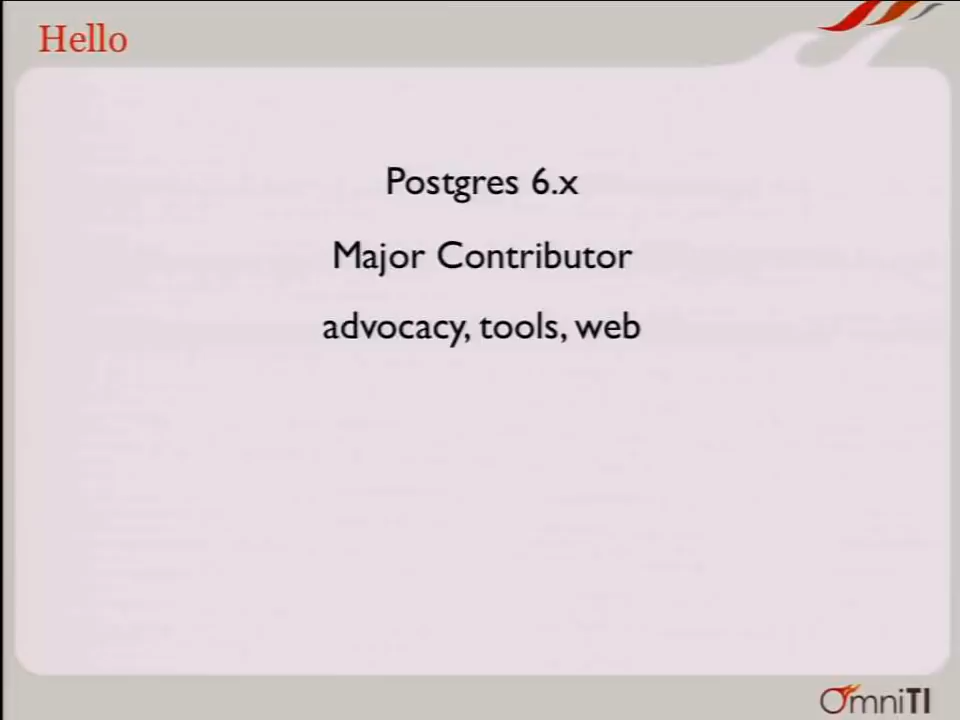 Hello
Postgres 6.x
Major Contributor
advocacy, tools, web
OmniTI